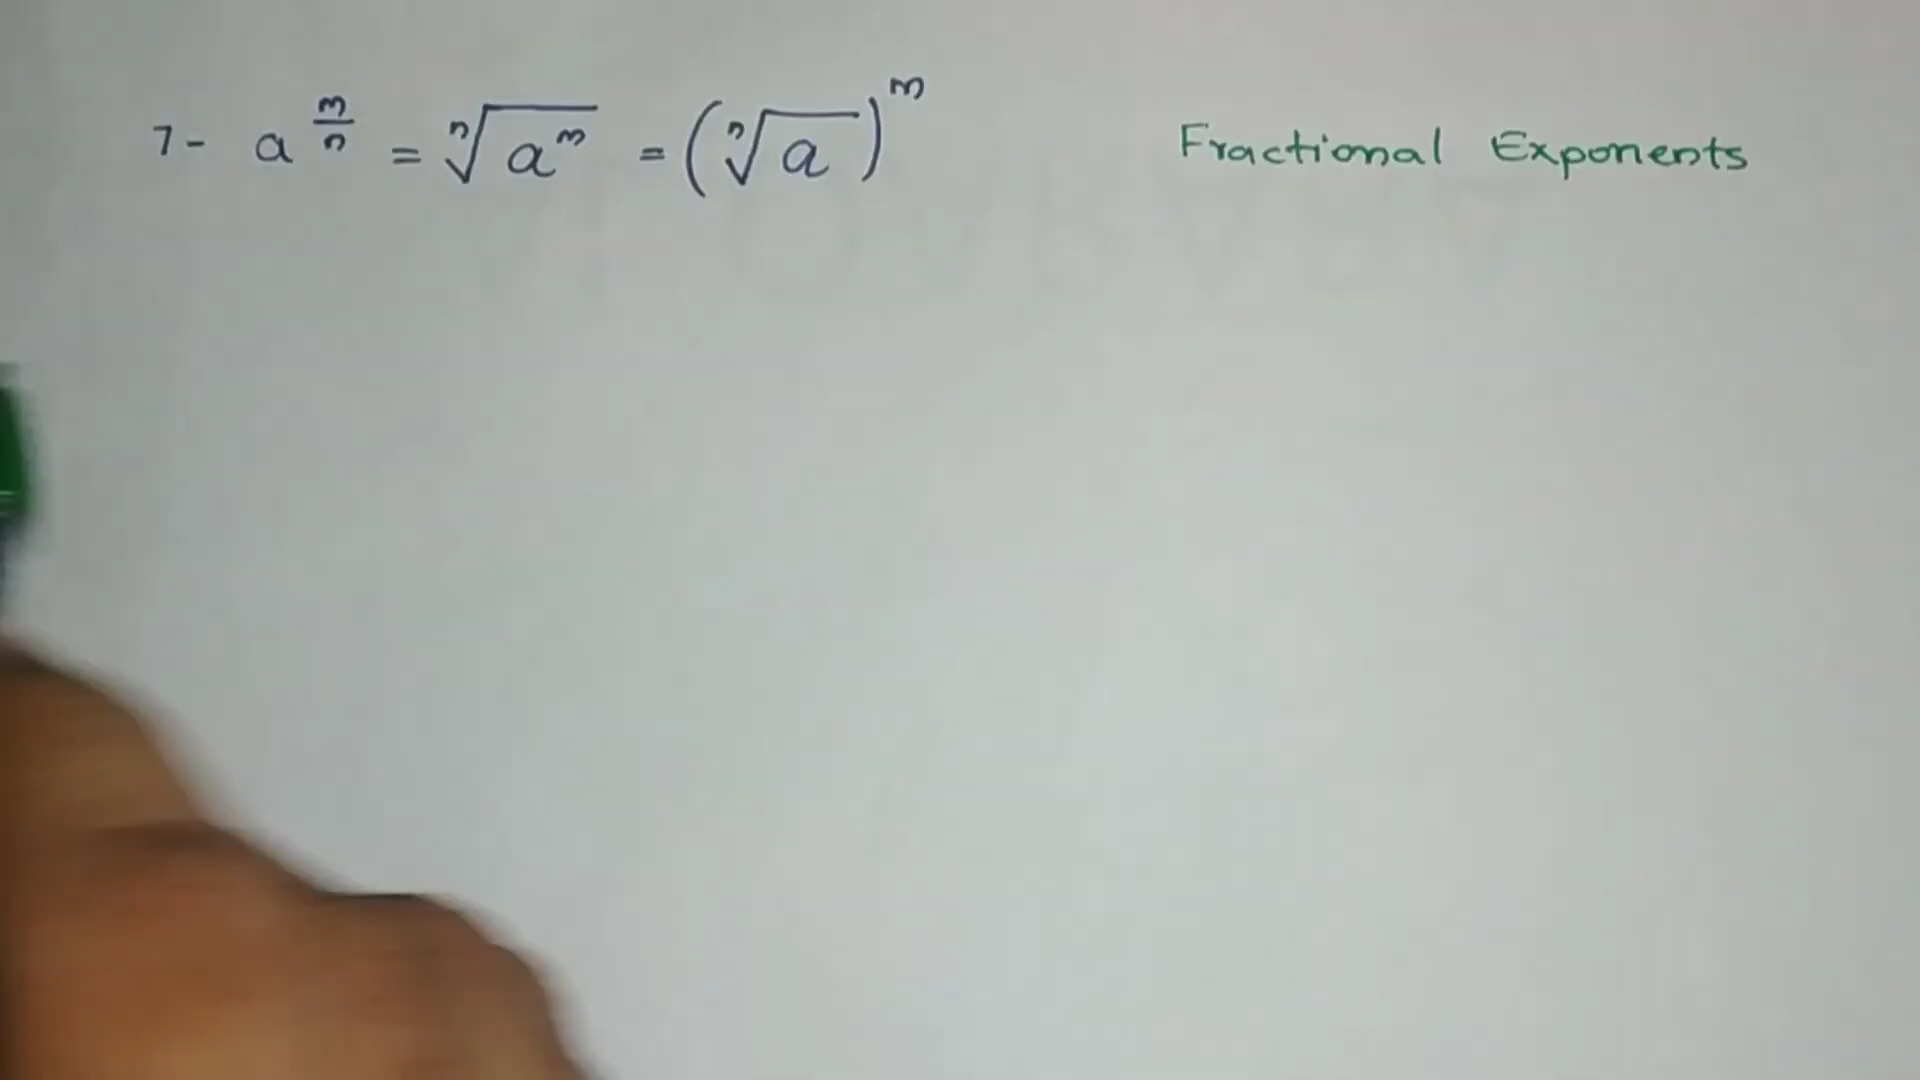 7- a^(m/n) = ⁿ√(a^m) = (ⁿ√a)^m Fractional Exponents